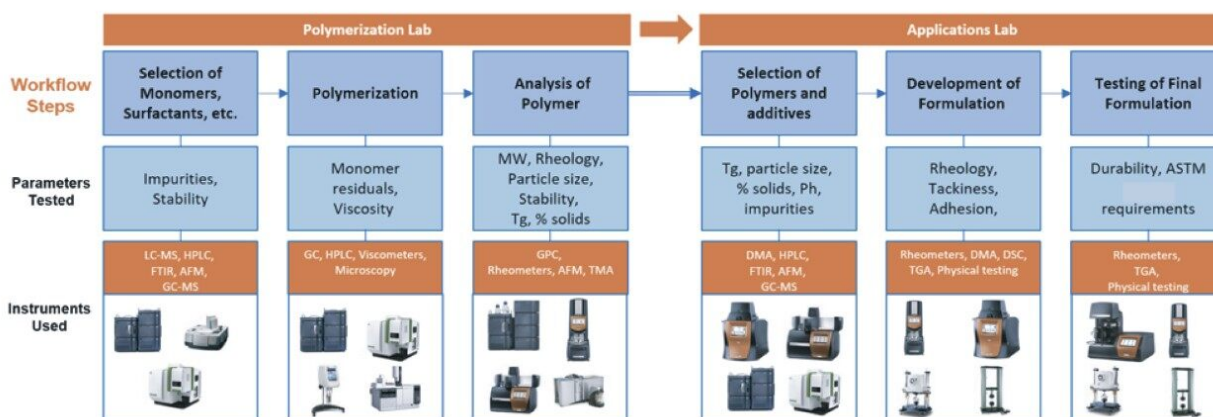 Polymerization Lab
Applications Lab
Workflow
Steps
Selection of
Monomers,
Surfactants, etc.
Polymerization
Analysis of
Polymer
Selection of
Polymers and
additives
Development of
Formulation
Testing of Final
Formulation
Parameters
Tested
Impurities,
Stability
Monomer
residuals,
Viscosity
MW, Rheology,
Particle size,
Stability,
Tg, % solids
Tg, particle size,
% solids, Ph,
impurities
Rheology,
Tackiness,
Adhesion,
Durability, ASTM
requirements
Instruments
Used
LC-MS, HPLC,
FTIR, AFM,
GC-MS
GC, HPLC, Viscometers,
Microscopy
GPC,
Rheometers, AFM, TMA
DMA, HPLC,
FTIR, AFM,
GC-MS
Rheometers, DMA, DSC,
TGA, Physical testing
Rheometers,
TGA,
Physical testing